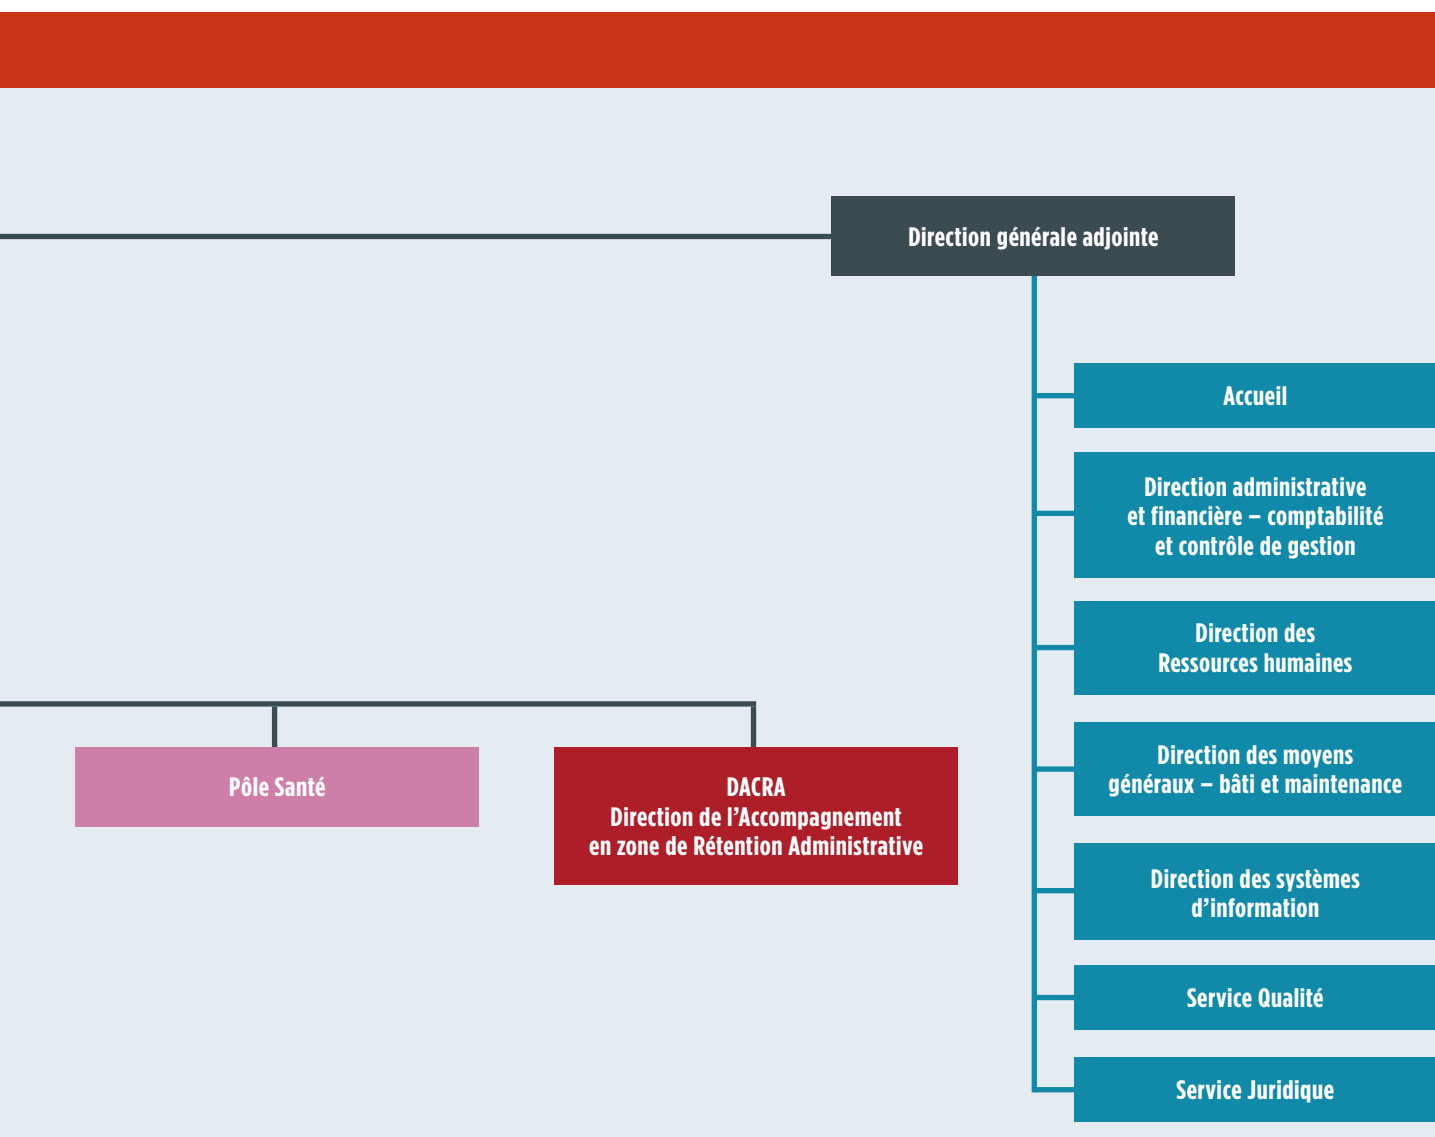 Direction générale adjointe
Accueil
Direction administrative
et financière – comptabilité
et contrôle de gestion
Direction des
Ressources humaines
Direction des moyens
généraux – bâti et maintenance
Direction des systèmes
d’information
Service Qualité
Service Juridique
Pôle Santé
DACRA
Direction de l’Accompagnement
en zone de Rétention Administrative